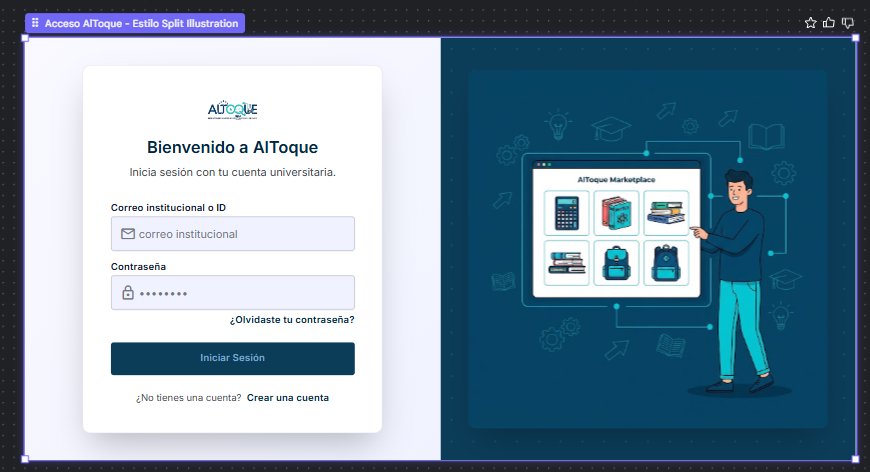 Acceso AlToque - Estilo Split Illustration
ALTOQUE
Bienvenido a AlToque
Inicia sesión con tu cuenta universitaria.
Correo institucional o ID
correo institucional
Contraseña
¿Olvidaste tu contraseña?
Iniciar Sesión
¿No tienes una cuenta? Crear una cuenta
AlToque Marketplace